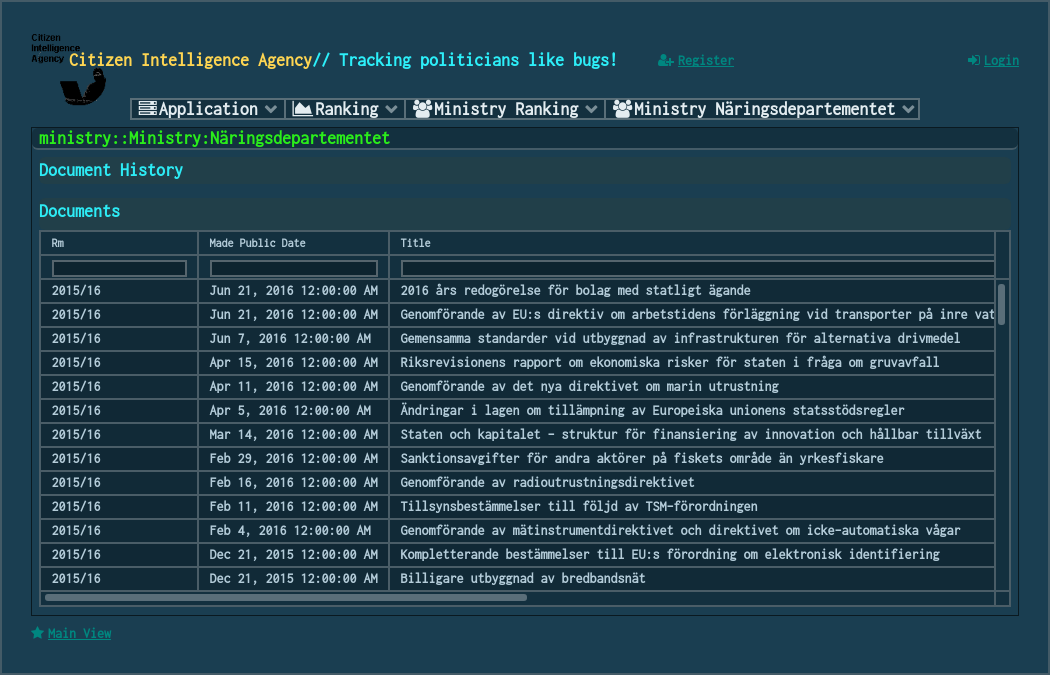 Citizen
Intelligence
Agency
Citizen Intelligence Agency// Tracking politicians like bugs!
Register
Login
Application
Ranking
Ministry Ranking
Ministry Näringsdepartementet
ministry::Ministry:Näringsdepartementet
Document History
Documents
Rm Made Public Date Title
2015/16 Jun 21, 2016 12:00:00 AM 2016 års redogörelse för bolag med statligt ägande
2015/16 Jun 21, 2016 12:00:00 AM Genomförande av EU:s direktiv om arbetstidens förläggning vid transporter på inre vat
2015/16 Jun 7, 2016 12:00:00 AM Gemensamma standarder vid utbyggnad av infrastrukturen för alternativa drivmedel
2015/16 Apr 15, 2016 12:00:00 AM Riksrevisionens rapport om ekonomiska risker för staten i fråga om gruvavfall
2015/16 Apr 11, 2016 12:00:00 AM Genomförande av det nya direktivet om marin utrustning
2015/16 Apr 5, 2016 12:00:00 AM Ändringar i lagen om tillämpning av Europeiska unionens statsstödsregler
2015/16 Mar 14, 2016 12:00:00 AM Staten och kapitalet – struktur för finansiering av innovation och hållbar tillväxt
2015/16 Feb 29, 2016 12:00:00 AM Sanktionsavgifter för andra aktörer på fiskets område än yrkesfiskare
2015/16 Feb 16, 2016 12:00:00 AM Genomförande av radioutrustningsdirektivet
2015/16 Feb 11, 2016 12:00:00 AM Tillsynsbestämmelser till följd av TSM-förordningen
2015/16 Feb 4, 2016 12:00:00 AM Genomförande av mätinstrumentdirektivet och direktivet om icke-automatiska vågar
2015/16 Dec 21, 2015 12:00:00 AM Kompletterande bestämmelser till EU:s förordning om elektronisk identifiering
2015/16 Dec 21, 2015 12:00:00 AM Billigare utbyggnad av bredbandsnät
Main View